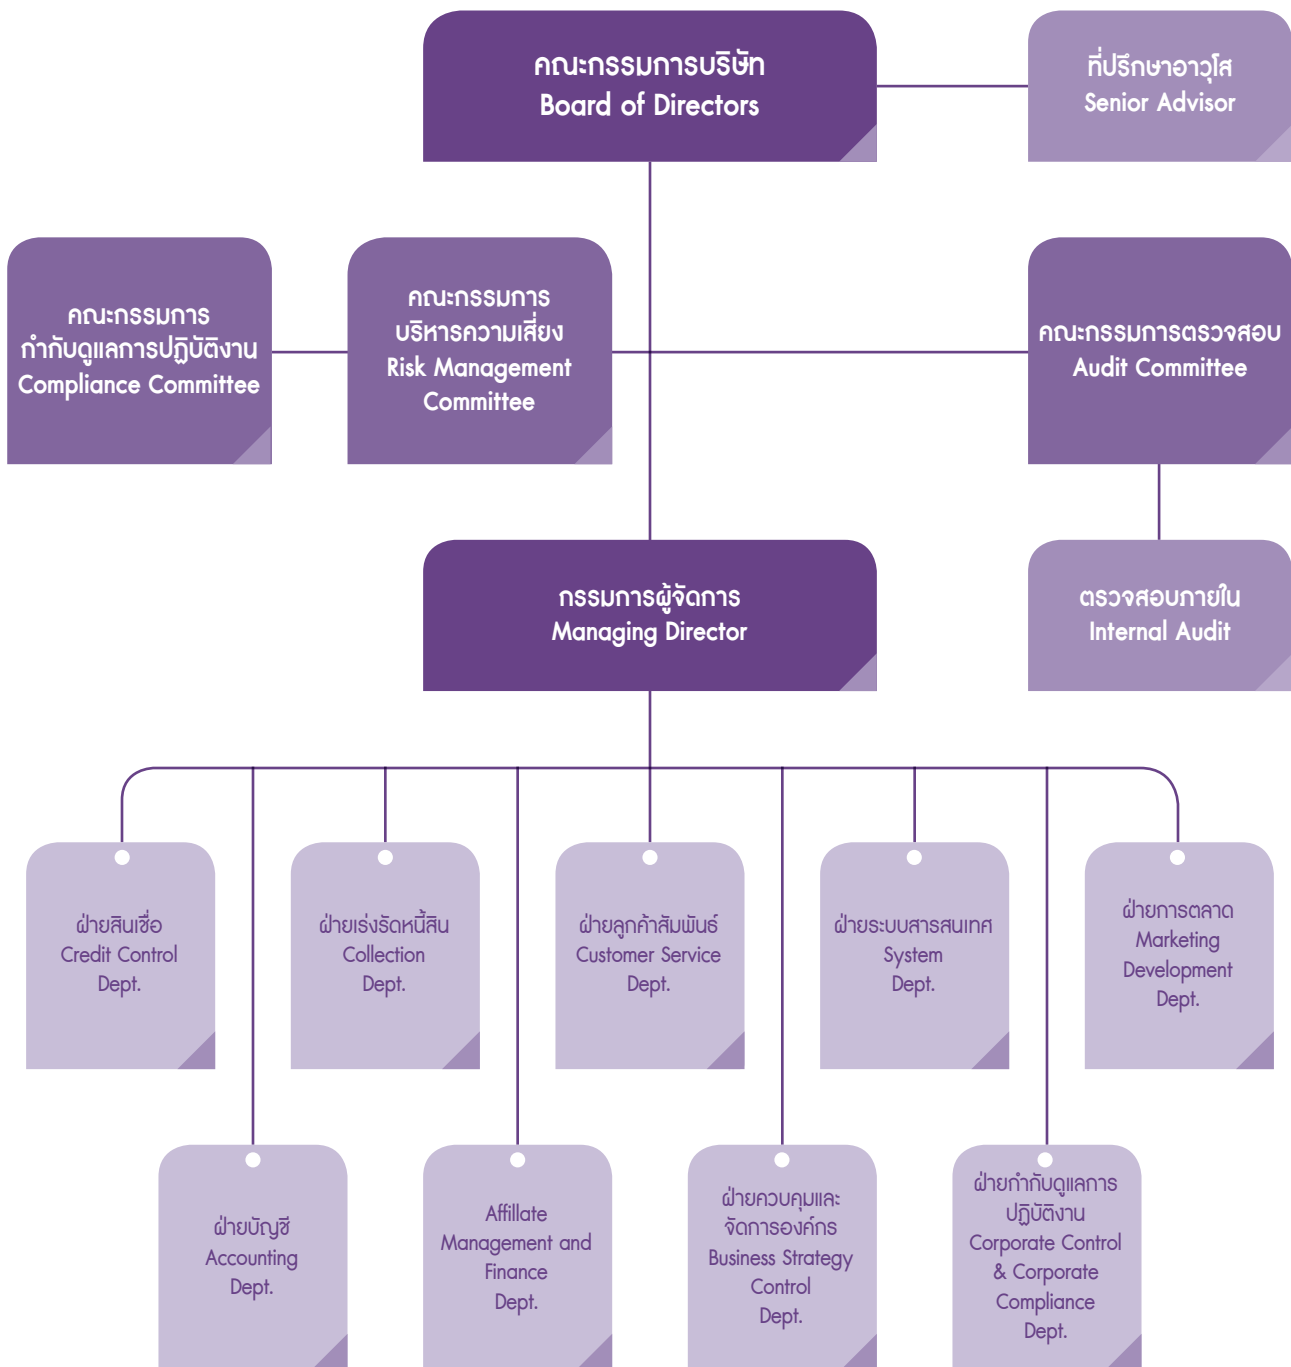 คณะกรรมการบริษัท
Board of Directors
ที่ปรึกษาอาวุโส
Senior Advisor
คณะกรรมการ
กำกับดูแลการปฏิบัติงาน
Compliance Committee
คณะกรรมการ
บริหารความเสี่ยง
Risk Management
Committee
คณะกรรมการตรวจสอบ
Audit Committee
กรรมการผู้จัดการ
Managing Director
ตรวจสอบภายใน
Internal Audit
ฝ่ายสินเชื่อ
Credit Control
Dept.
ฝ่ายเร่งรัดหนี้สิน
Collection
Dept.
ฝ่ายลูกค้าสัมพันธ์
Customer Service
Dept.
ฝ่ายระบบสารสนเทศ
System
Dept.
ฝ่ายการตลาด
Marketing
Development
Dept.
ฝ่ายบัญชี
Accounting
Dept.
Affillate
Management and
Finance
Dept.
ฝ่ายควบคุมและ
จัดการองค์กร
Business Strategy
Control
Dept.
ฝ่ายกำกับดูแลการ
ปฏิบัติงาน
Corporate Control
& Corporate
Compliance
Dept.